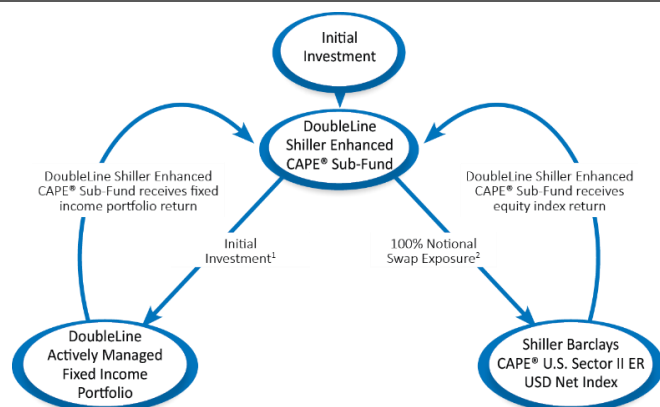 Initial
Investment
DoubleLine
Shiller Enhanced
CAPE® Sub-Fund
DoubleLine Shiller Enhanced
CAPE® Sub-Fund receives fixed
income portfolio return
DoubleLine Shiller Enhanced
CAPE® Sub-Fund receives
equity index return
Initial
Investment¹
100% Notional
Swap Exposure²
DoubleLine
Actively Managed
Fixed Income
Portfolio
Shiller Barclays
CAPE® U.S. Sector II ER
USD Net Index